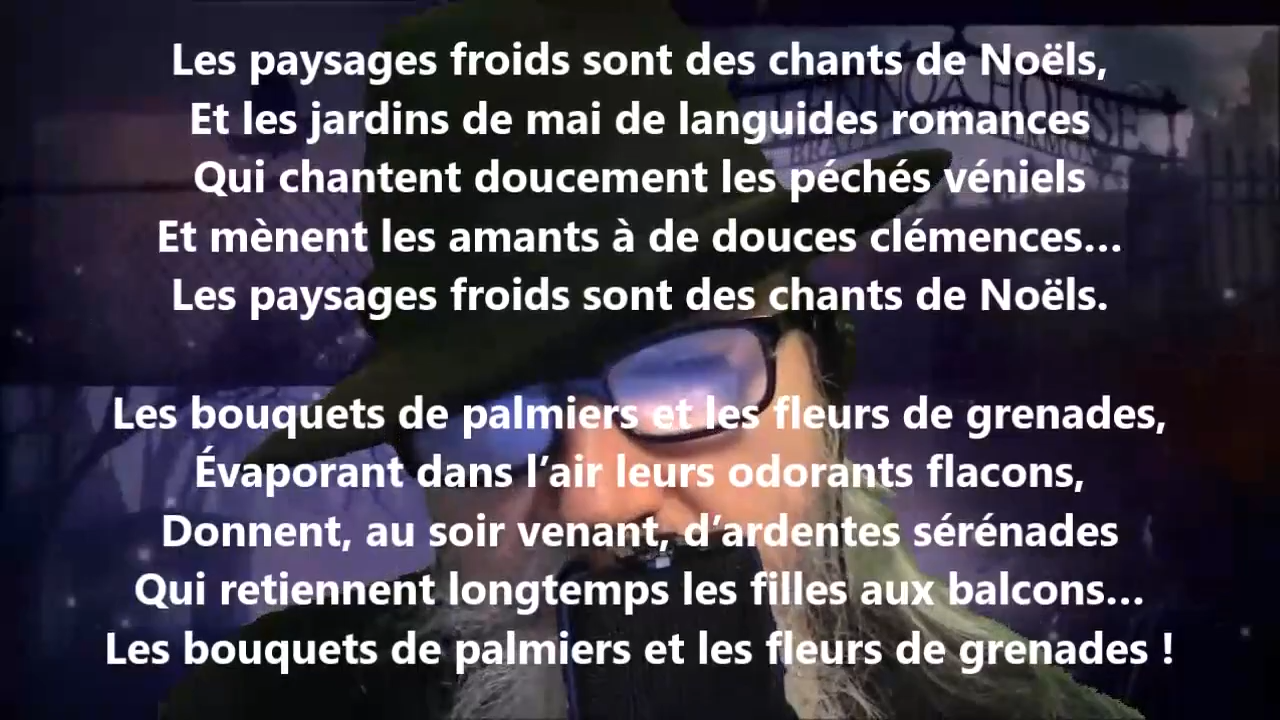 Les paysages froids sont des chants de Noëls,
Et les jardins de mai de languides romances
Qui chantent doucement les péchés véniels
Et mènent les amants à de douces clémences…
Les paysages froids sont des chants de Noëls.
Les bouquets de palmiers et les fleurs de grenades,
Évaporant dans l’air leurs odorants flacons,
Donnent, au soir venant, d’ardentes sérénades
Qui retiennent longtemps les filles aux balcons…
Les bouquets de palmiers et les fleurs de grenades !